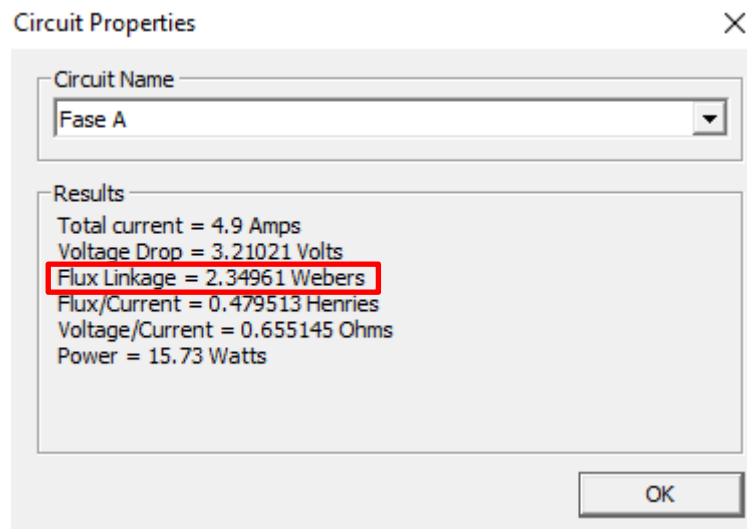 Circuit Properties
Circuit Name
Fase A
Results
Total current = 4.9 Amps
Voltage Drop = 3.21021 Volts
Flux Linkage = 2.34961 Webers
Flux/Current = 0.479513 Henries
Voltage/Current = 0.655145 Ohms
Power = 15.73 Watts
OK